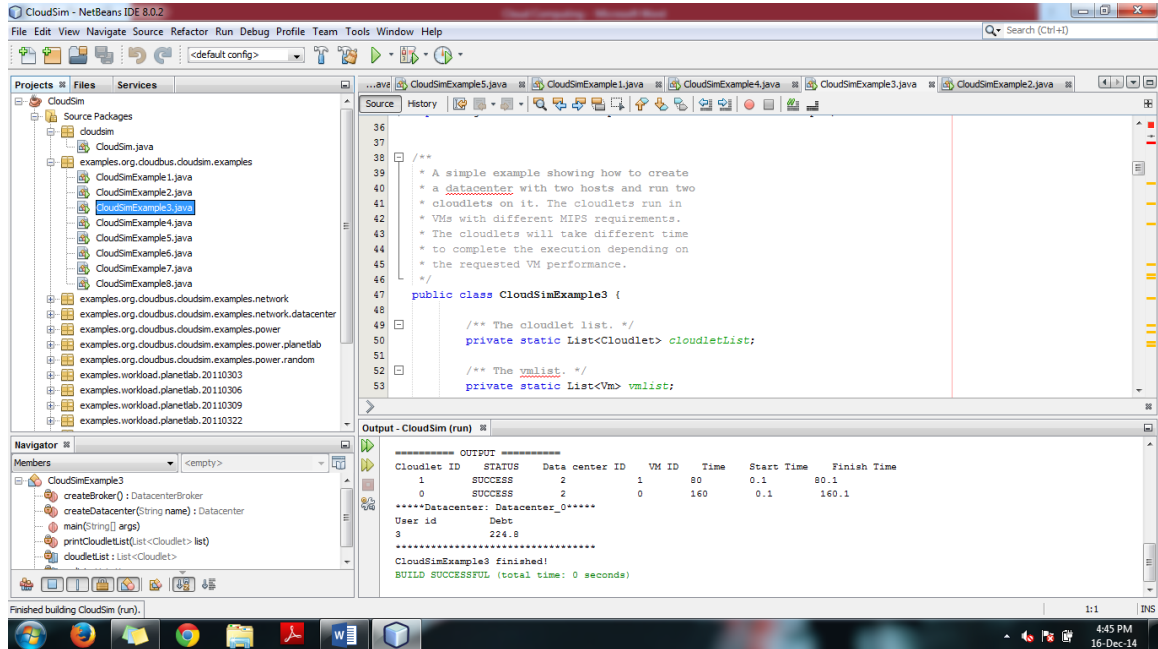 CloudSim - NetBeans IDE 8.0.2
Cloud Computing - Microsoft Word
File Edit View Navigate Source Refactor Run Debug Profile Team Tools Window Help
Search (Ctrl+I)
<default config>
Projects Files Services
CloudSim
Source Packages
cloudsim
CloudSim.java
examples.org.cloudbus.cloudsim.examples
CloudSimExample1.java
CloudSimExample2.java
CloudSimExample3.java
CloudSimExample4.java
CloudSimExample5.java
CloudSimExample6.java
CloudSimExample7.java
CloudSimExample8.java
examples.org.cloudbus.cloudsim.examples.network
examples.org.cloudbus.cloudsim.examples.network.datacenter
examples.org.cloudbus.cloudsim.examples.power
examples.org.cloudbus.cloudsim.examples.power.planetlab
examples.org.cloudbus.cloudsim.examples.power.random
examples.workload.planetlab.20110303
examples.workload.planetlab.20110306
examples.workload.planetlab.20110309
examples.workload.planetlab.20110322
...ava CloudSimExample5.java CloudSimExample1.java CloudSimExample4.java CloudSimExample3.java CloudSimExample2.java
Source History
36
37
38 /**
39 * A simple example showing how to create
40 * a datacenter with two hosts and run two
41 * cloudlets on it. The cloudlets run in
42 * VMs with different MIPS requirements.
43 * The cloudlets will take different time
44 * to complete the execution depending on
45 * the requested VM performance.
46 */
47 public class CloudSimExample3 {
48
49 /** The cloudlet list. */
50 private static List<Cloudlet> cloudletList;
51
52 /** The vmlist. */
53 private static List<Vm> vmlist;
Navigator
Members <empty>
CloudSimExample3
createBroker() : DatacenterBroker
createDatacenter(String name) : Datacenter
main(String[] args)
printCloudletList(List<Cloudlet> list)
cloudletList : List<Cloudlet>
Output - CloudSim (run)
========== OUTPUT ==========
Cloudlet ID STATUS Data center ID VM ID Time Start Time Finish Time
1 SUCCESS 2 1 80 0.1 80.1
0 SUCCESS 2 0 160 0.1 160.1
*****Datacenter: Datacenter_0*****
User id Debt
3 224.8
**********************************
CloudSimExample3 finished!
BUILD SUCCESSFUL (total time: 0 seconds)
Finished building CloudSim (run).
1:1 INS
4:45 PM
16-Dec-14